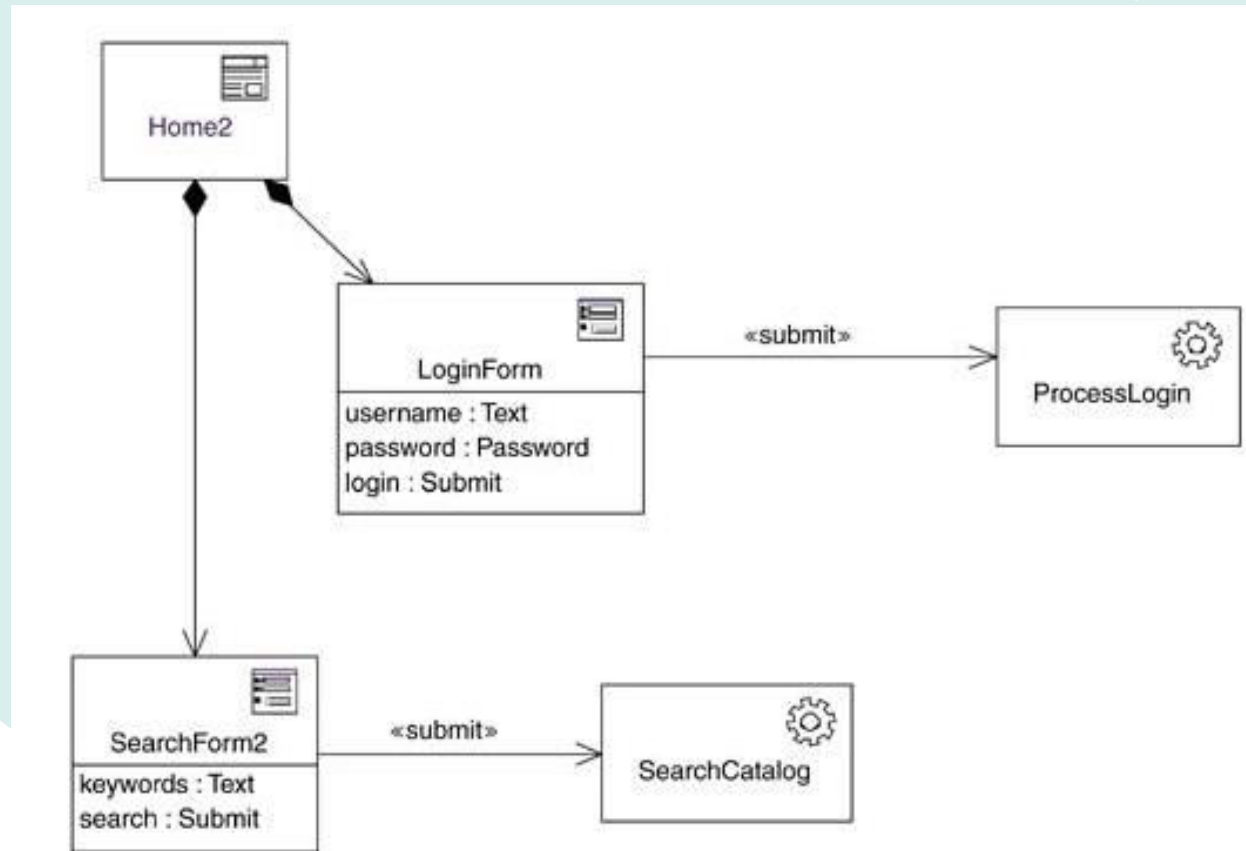 Home2
LoginForm
username : Text
password : Password
login : Submit
«submit»
ProcessLogin
SearchForm2
keywords : Text
search : Submit
«submit»
SearchCatalog